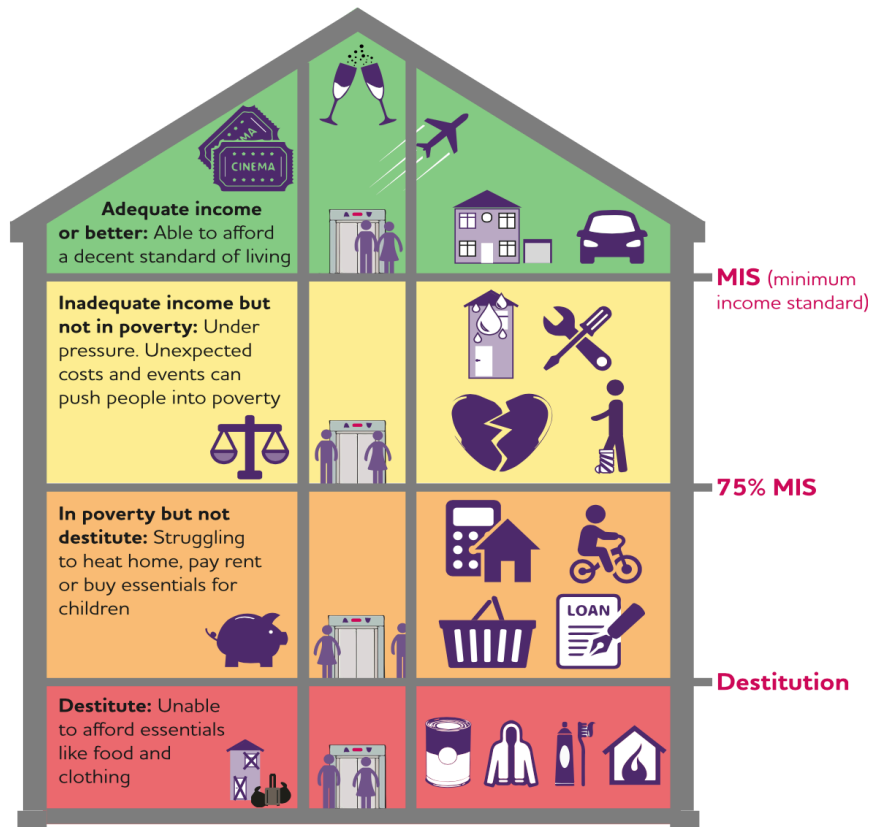 CINEMA
MA
Adequate income
or better: Able to afford
a decent standard of living
MIS (minimum
income standard)
Inadequate income but
not in poverty: Under
pressure. Unexpected
costs and events can
push people into poverty
75% MIS
In poverty but not
destitute: Struggling
to heat home, pay rent
or buy essentials for
children
LOAN
Destitution
Destitute: Unable
to afford essentials
like food and
clothing